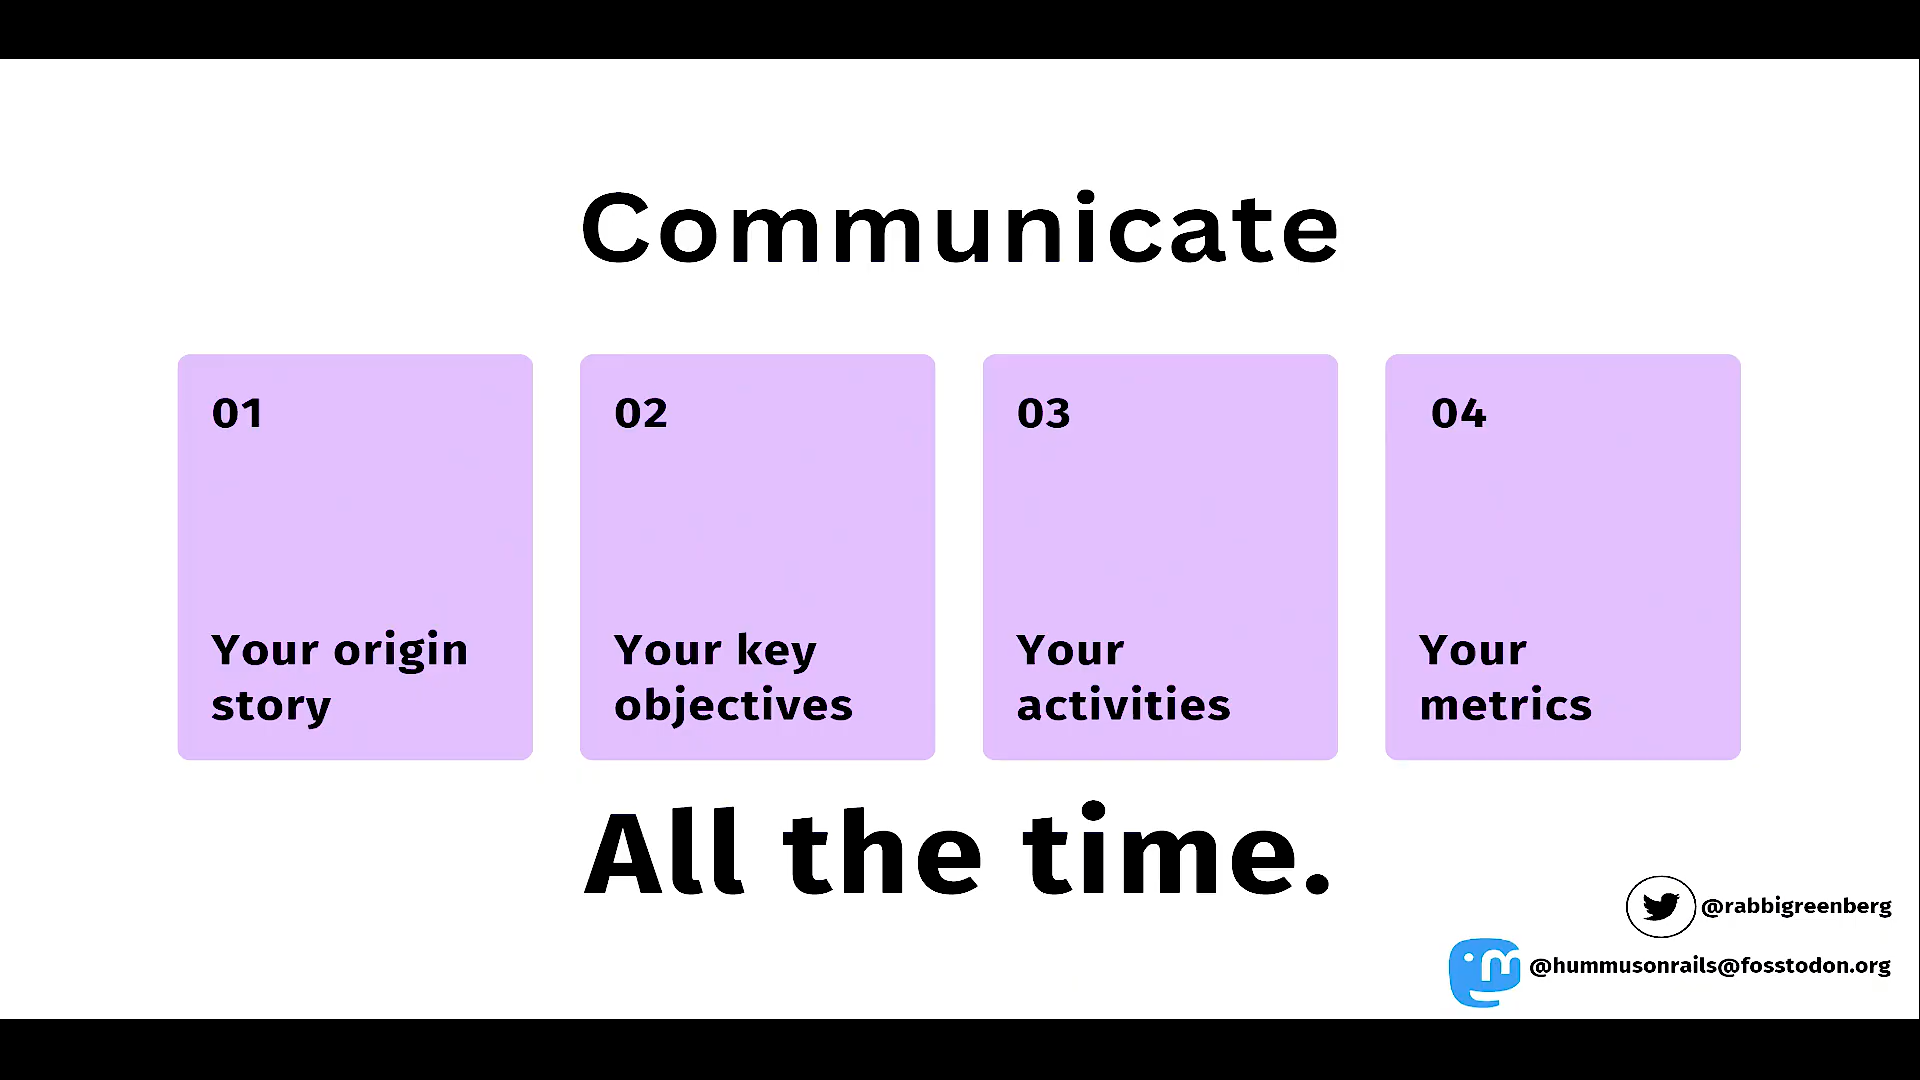 Communicate
01
Your origin
story
02
Your key
objectives
03
Your
activities
04
Your
metrics
All the time.
@rabbigreenberg
@hummusonrails@fosstodon.org